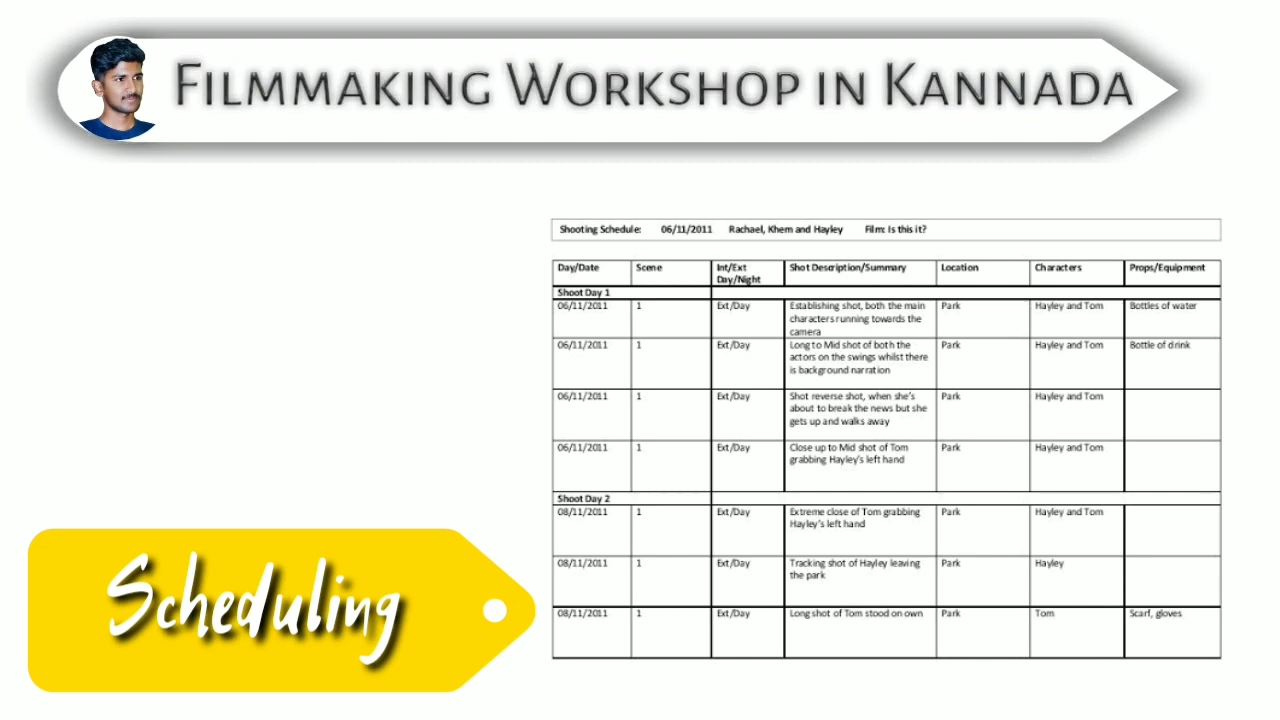 FILMMAKING WORKSHOP IN KANNADA
Shooting Schedule: 06/11/2011 Rachael, Khem and Hayley Film: Is this it?
Day/Date Scene Int/Ext Day/Night Shot Description/Summary Location Characters Props/Equipment
Shoot Day 1
06/11/2011 1 Ext/Day Establishing shot, both the main characters running towards the camera Park Hayley and Tom Bottles of water
06/11/2011 1 Ext/Day Long to Mid shot of both the actors on the swings whilst there is background narration Park Hayley and Tom Bottle of drink
06/11/2011 1 Ext/Day Shot reverse shot, when she's about to break the news but she gets up and walks away Park Hayley and Tom
06/11/2011 1 Ext/Day Close up to Mid shot of Tom grabbing Hayley's left hand Park Hayley and Tom
Shoot Day 2
08/11/2011 1 Ext/Day Extreme close of Tom grabbing Hayley's left hand Park Hayley and Tom
08/11/2011 1 Ext/Day Tracking shot of Hayley leaving the park Park Hayley
08/11/2011 1 Ext/Day Long shot of Tom stood on own Park Tom Scarf, gloves
Scheduling